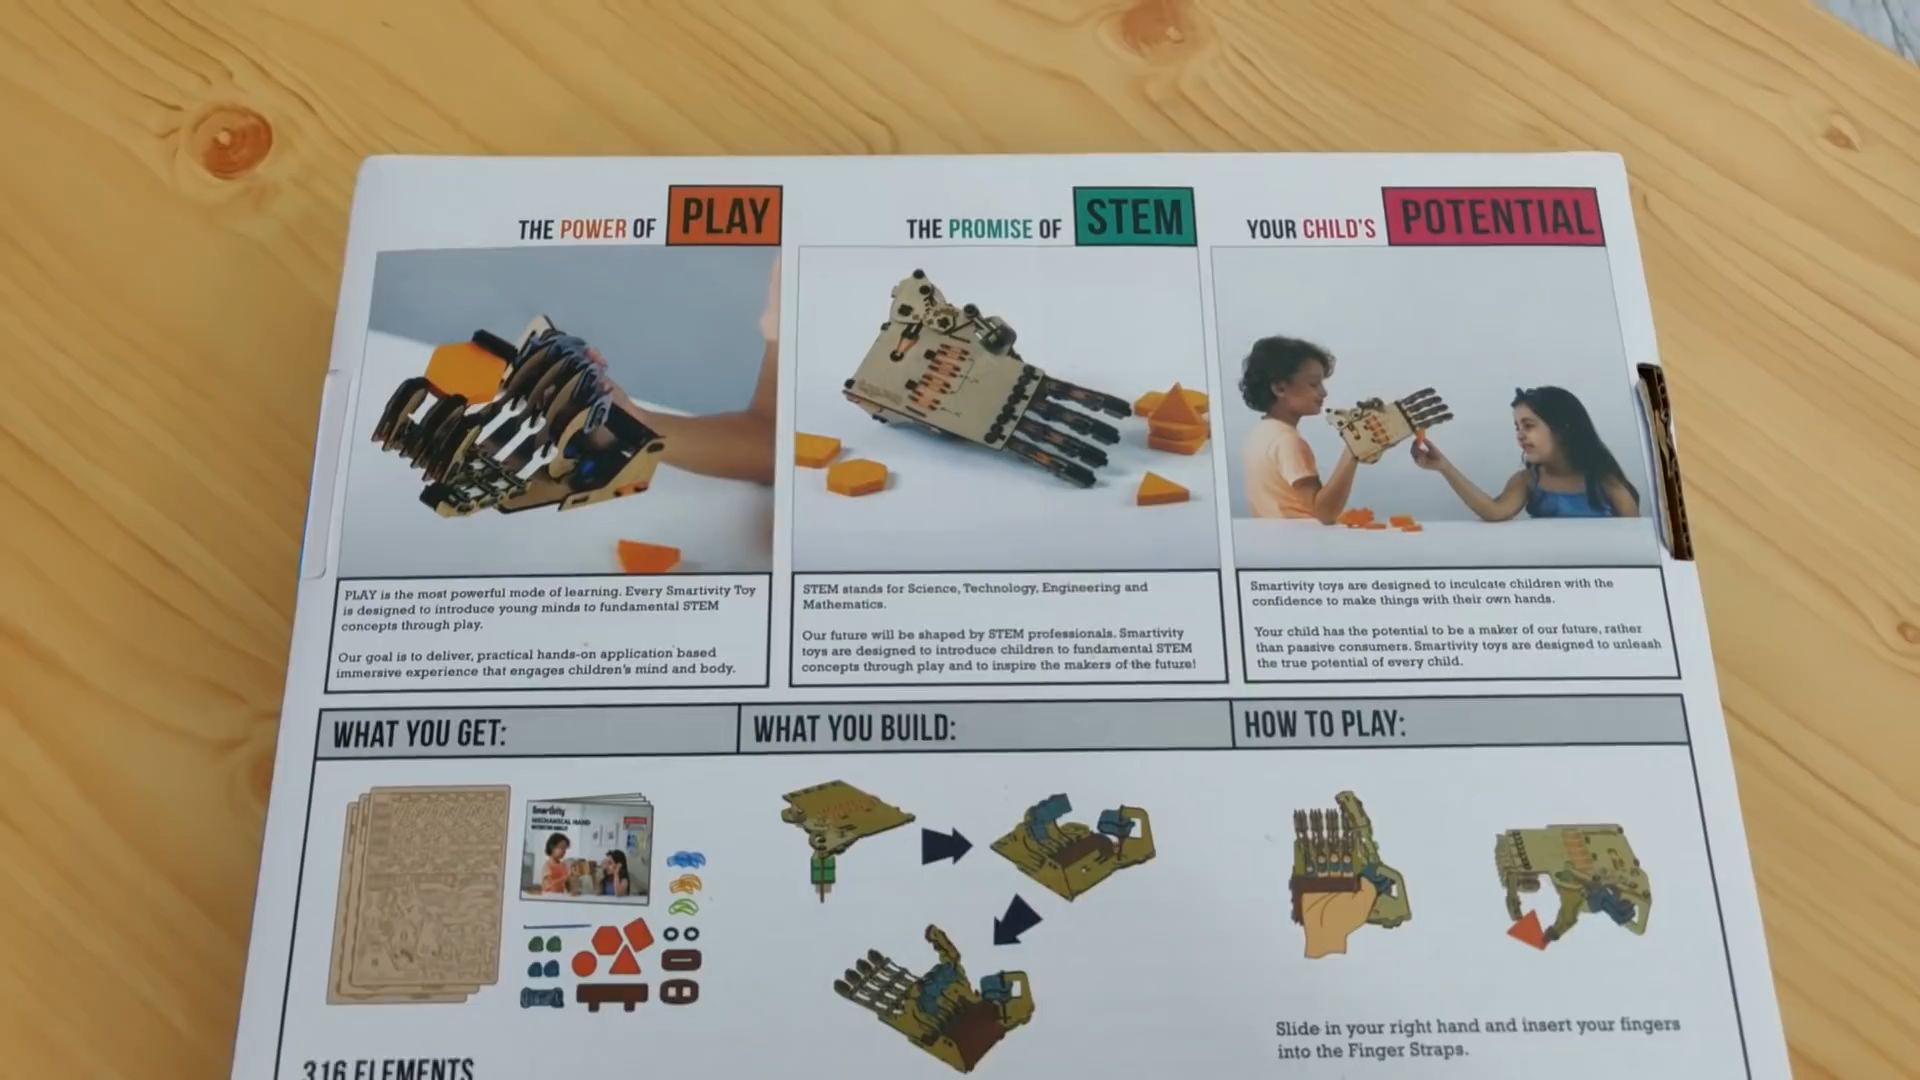 THE POWER OF PLAY
THE PROMISE OF STEM
YOUR CHILD'S POTENTIAL
PLAY is the most powerful mode of learning. Every Smartivity Toy
is designed to introduce young minds to fundamental STEM
concepts through play.
Our goal is to deliver, practical hands-on application based
immersive experience that engages children's mind and body.
STEM stands for Science, Technology, Engineering and
Mathematics.
Our future will be shaped by STEM professionals. Smartivity
toys are designed to introduce children to fundamental STEM
concepts through play and to inspire the makers of the future!
Smartivity toys are designed to inculcate children with the
confidence to make things with their own hands.
Your child has the potential to be a maker of our future, rather
than passive consumers. Smartivity toys are designed to unleash
the true potential of every child.
WHAT YOU GET:
WHAT YOU BUILD:
HOW TO PLAY:
Smartivity
MECHANICAL HAND
316 ELEMENTS
Slide in your right hand and insert your fingers
into the Finger Straps.